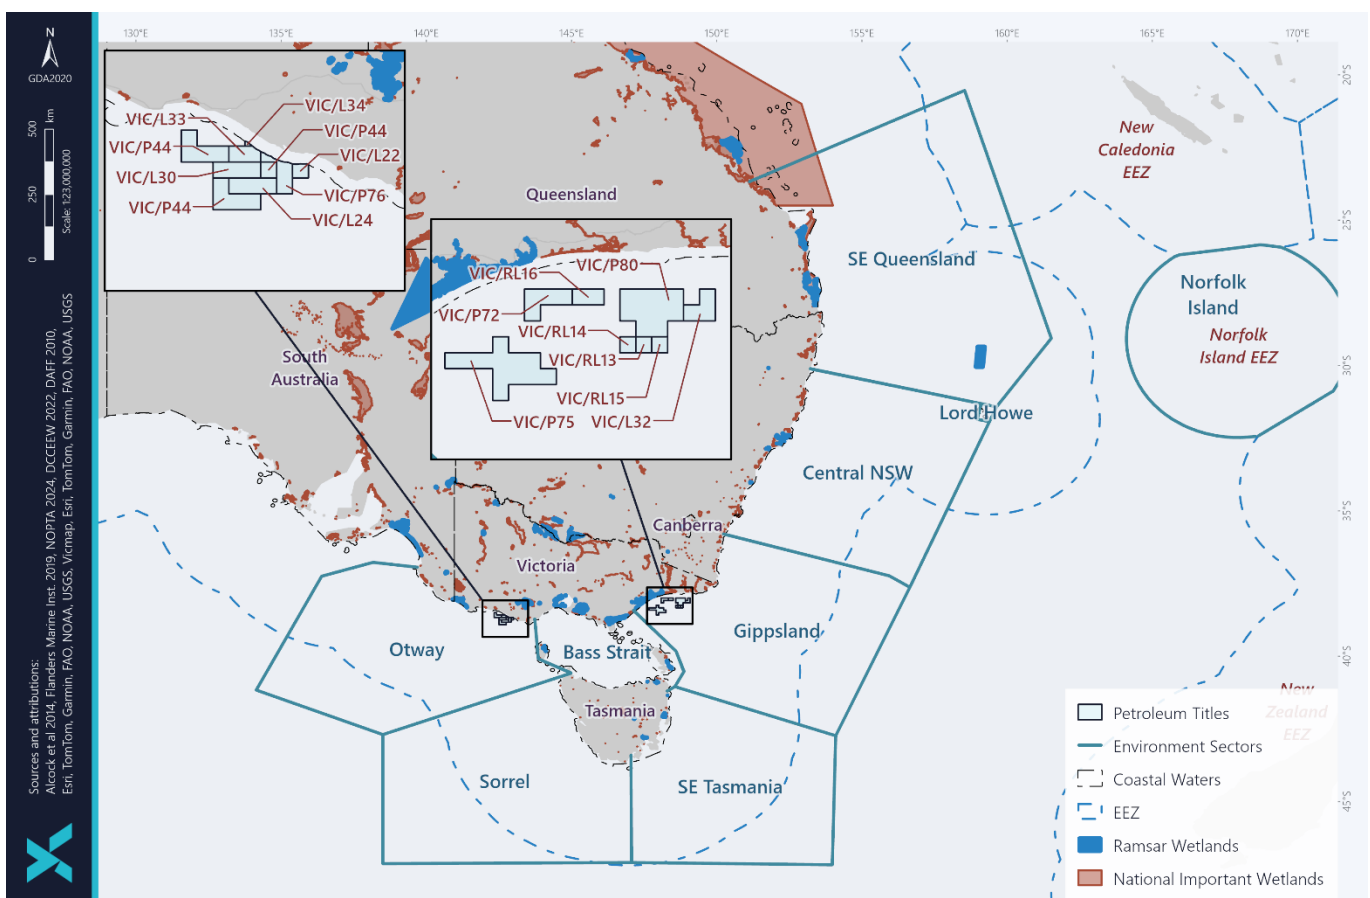 N
GDA2020
500
250
0
km
Scale: 1:23,000,000
Sources and attributions:
Alcock et al 2014, Flanders Marine Inst. 2019, NOPTA 2024, DCCEEW 2022, DAFF 2010,
Esri, TomTom, Garmin, FAO, NOAA, USGS, Vicmap, Esri, TomTom, Garmin, FAO, NOAA, USGS
130°E
135°E
140°E
145°E
150°E
155°E
160°E
165°E
170°E
20°S
25°S
30°S
35°S
40°S
45°S
VIC/L34
VIC/L33
VIC/P44
VIC/P44
VIC/L22
VIC/L30
VIC/P76
VIC/P44
VIC/L24
VIC/P80
VIC/RL16
VIC/P72
VIC/RL14
VIC/RL13
VIC/RL15
VIC/P75
VIC/L32
Queensland
South
Australia
Canberra
Victoria
Tasmania
New
Caledonia
EEZ
SE Queensland
Norfolk
Island
Norfolk
Island EEZ
Lord Howe
Central NSW
Gippsland
Otway
Bass Strait
Sorrel
SE Tasmania
New
Zealand
EEZ
Petroleum Titles
Environment Sectors
Coastal Waters
EEZ
Ramsar Wetlands
National Important Wetlands